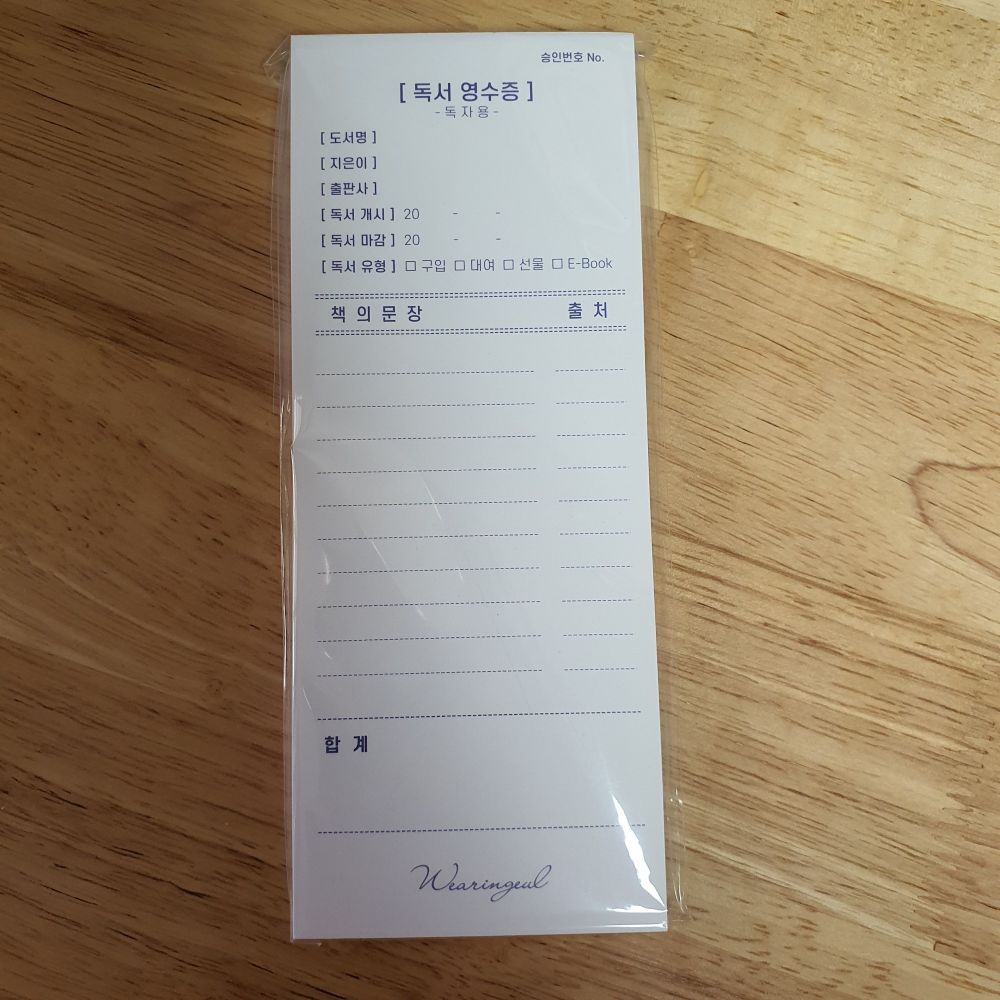 승인번호 No.
[ 독서 영수증 ]
- 독 자 용 -
[ 도서명 ]
[ 지은이 ]
[ 출판사 ]
[ 독서 개시 ] 20 - -
[ 독서 마감 ] 20 - -
[ 독서 유형 ] □ 구입 □ 대여 □ 선물 □ E-Book
책 의 문 장 출 처
합 계
Wearingeul